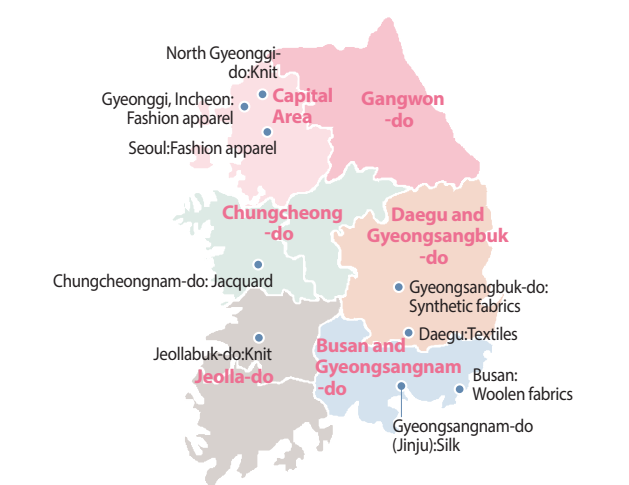 North Gyeonggi-
do:Knit
Gyeonggi, Incheon:
Fashion apparel
Seoul:Fashion apparel
Capital
Area
Gangwon
-do
Chungcheong
-do
Daegu and
Gyeongsangbuk
-do
Chungcheongnam-do: Jacquard
Gyeongsangbuk-do:
Synthetic fabrics
Daegu:Textiles
Jeollabuk-do:Knit
Jeolla-do
Busan and
Gyeongsangnam
-do
Busan:
Woolen fabrics
Gyeongsangnam-do
(Jinju):Silk